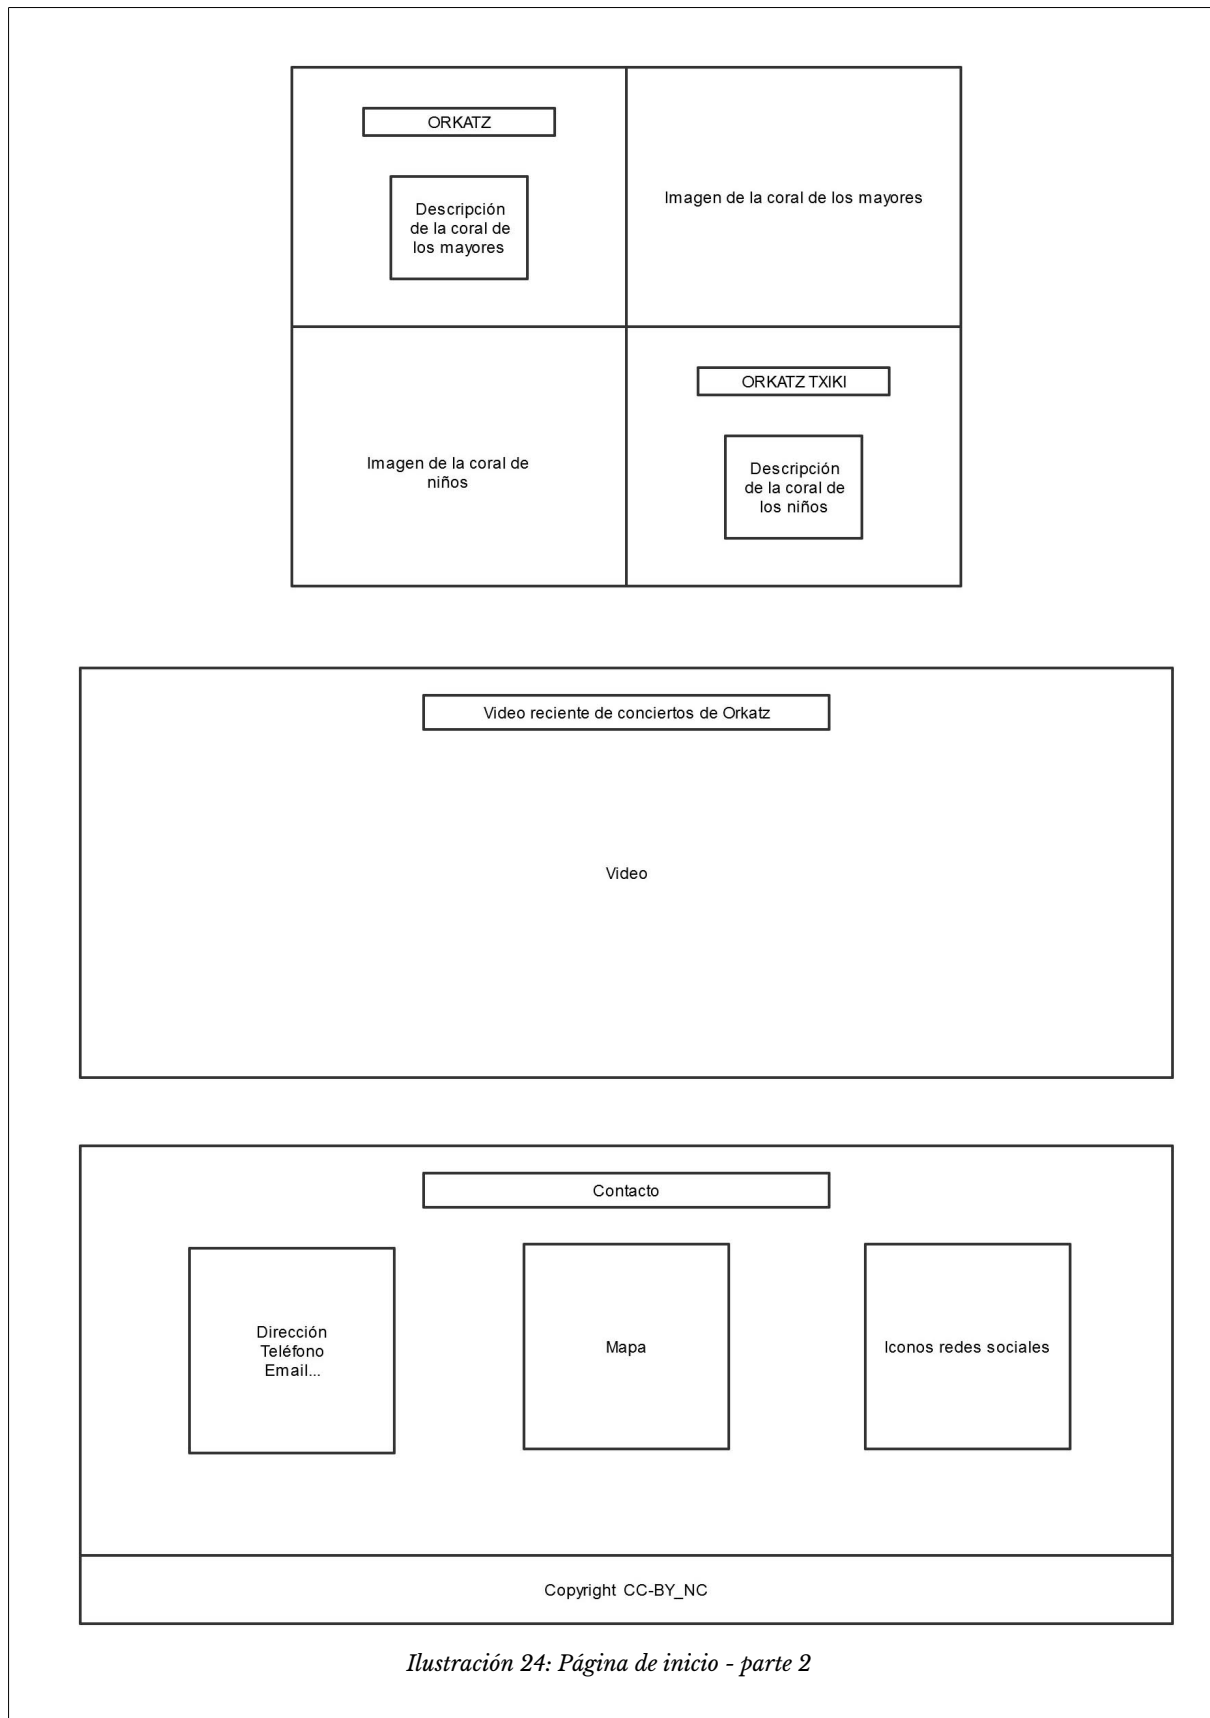 ORKATZ
Descripción
de la coral de
los mayores
Imagen de la coral de los mayores
Imagen de la coral de
niños
ORKATZ TXIKI
Descripción
de la coral de
los niños
Video reciente de conciertos de Orkatz
Video
Contacto
Dirección
Teléfono
Email...
Mapa
Iconos redes sociales
Copyright CC-BY_NC
Ilustración 24: Página de inicio - parte 2